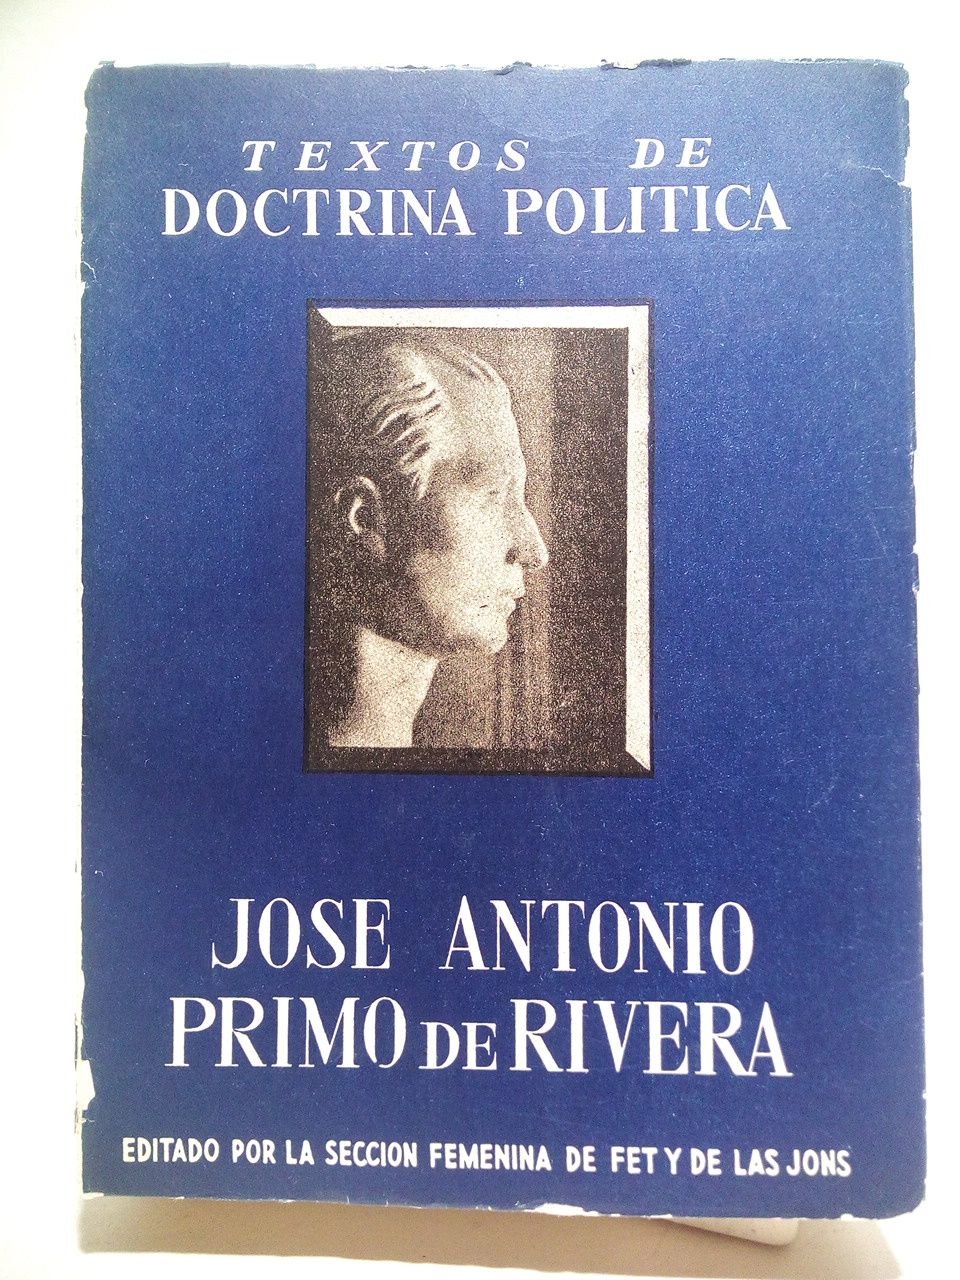 TEXTOS DE
DOCTRINA POLITICA
JOSE ANTONIO
PRIMO DE RIVERA
EDITADO POR LA SECCION FEMENINA DE FET Y DE LAS JONS